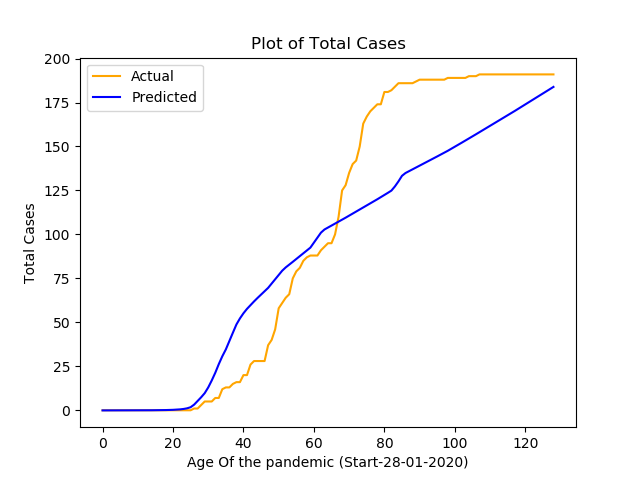 Plot of Total Cases
Actual
Predicted
200
175
150
125
100
75
50
25
0
Total Cases
0 20 40 60 80 100 120
Age Of the pandemic (Start-28-01-2020)